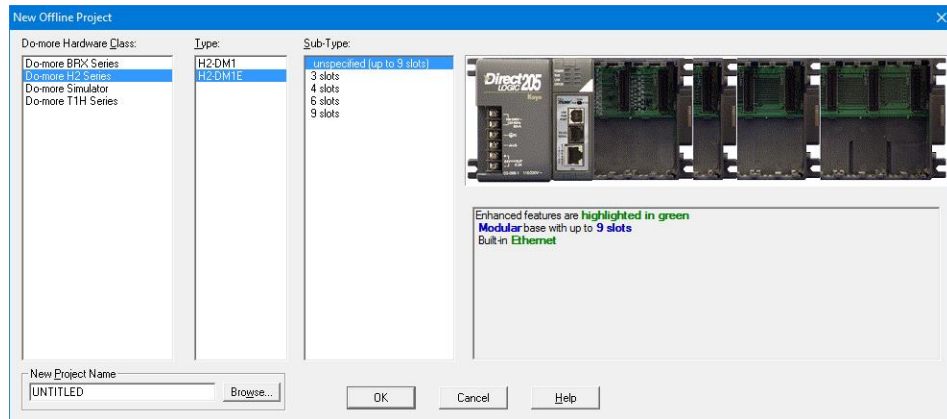 New Offline Project
Do-more Hardware Class:
Do-more BRX Series
Do-more H2 Series
Do-more Simulator
Do-more T1H Series
Type:
H2-DM1
H2-DM1E
Sub-Type:
unspecified (up to 9 slots)
3 slots
4 slots
6 slots
9 slots
Direct
LOGIC 205
Koyo
Enhanced features are highlighted in green
Modular base with up to 9 slots
Built-in Ethernet
New Project Name
UNTITLED
Browse...
OK
Cancel
Help